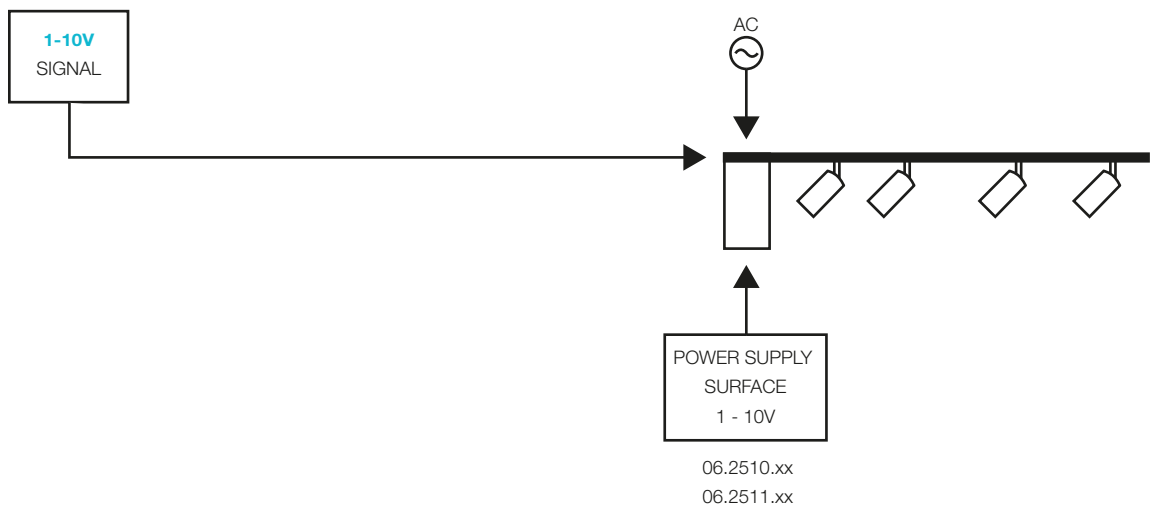 1-10V
SIGNAL
AC
POWER SUPPLY
SURFACE
1 - 10V
06.2510.xx
06.2511.xx